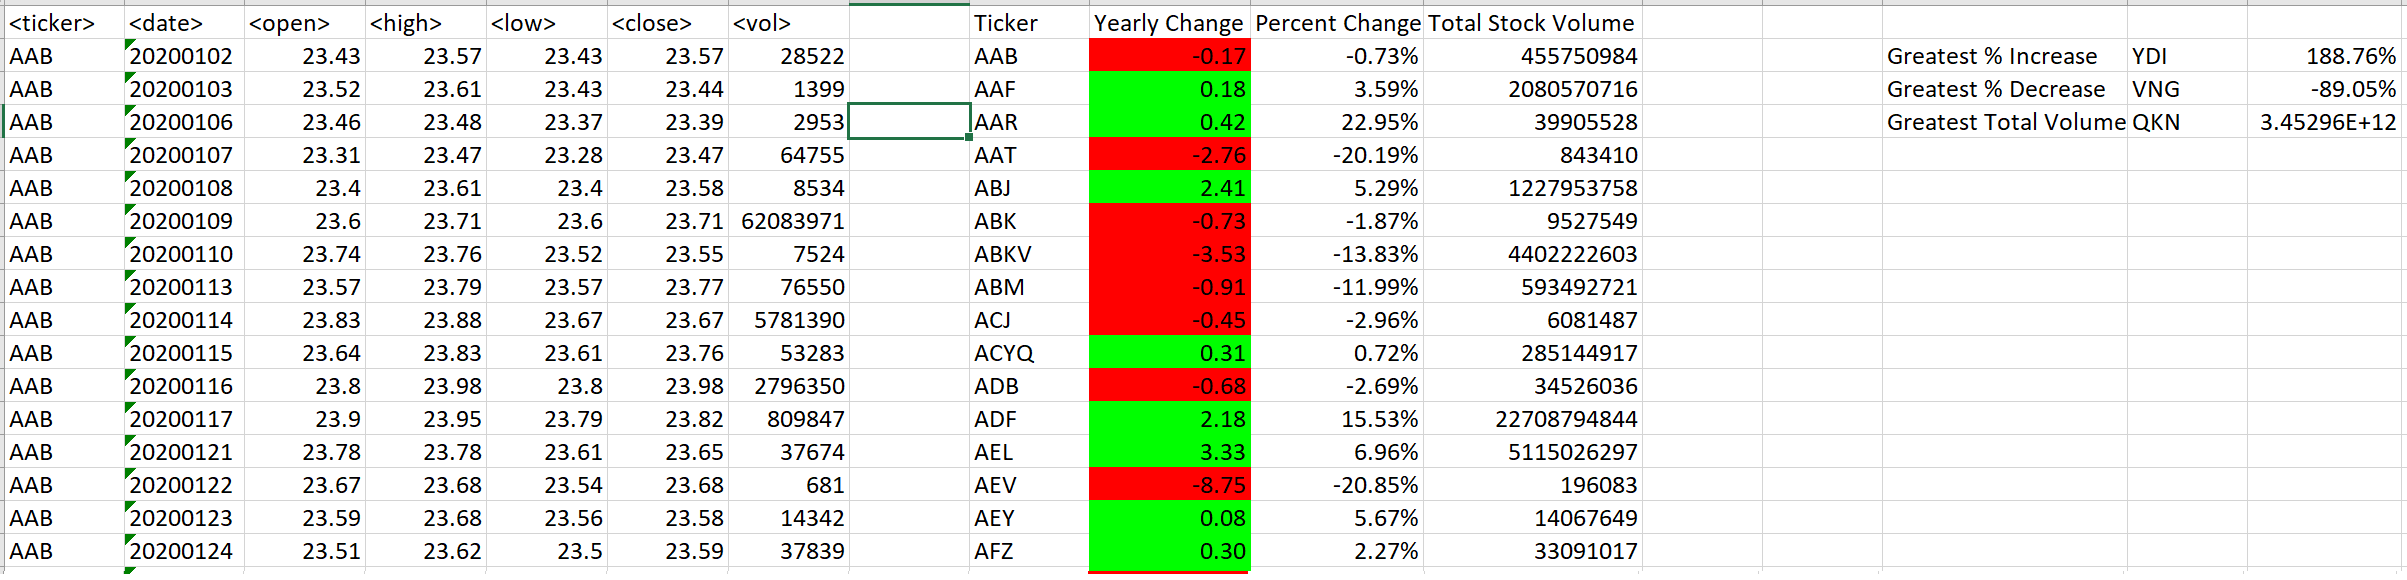 <ticker> <date> <open> <high> <low> <close> <vol> Ticker Yearly Change Percent Change Total Stock Volume
AAB 20200102 23.43 23.57 23.43 23.57 28522 AAB -0.17 -0.73% 455750984 Greatest % Increase YDI 188.76%
AAB 20200103 23.52 23.61 23.43 23.44 1399 AAF 0.18 3.59% 2080570716 Greatest % Decrease VNG -89.05%
AAB 20200106 23.46 23.48 23.37 23.39 2953 AAR 0.42 22.95% 39905528 Greatest Total Volume QKN 3.45296E+12
AAB 20200107 23.31 23.47 23.28 23.47 64755 AAT -2.76 -20.19% 843410
AAB 20200108 23.4 23.61 23.4 23.58 8534 ABJ 2.41 5.29% 1227953758
AAB 20200109 23.6 23.71 23.6 23.71 62083971 ABK -0.73 -1.87% 9527549
AAB 20200110 23.74 23.76 23.52 23.55 7524 ABKV -3.53 -13.83% 4402222603
AAB 20200113 23.57 23.79 23.57 23.77 76550 ABM -0.91 -11.99% 593492721
AAB 20200114 23.83 23.88 23.67 23.67 5781390 ACJ -0.45 -2.96% 6081487
AAB 20200115 23.64 23.83 23.61 23.76 53283 ACYQ 0.31 0.72% 285144917
AAB 20200116 23.8 23.98 23.8 23.98 2796350 ADB -0.68 -2.69% 34526036
AAB 20200117 23.9 23.95 23.79 23.82 809847 ADF 2.18 15.53% 22708794844
AAB 20200121 23.78 23.78 23.61 23.65 37674 AEL 3.33 6.96% 5115026297
AAB 20200122 23.67 23.68 23.54 23.68 681 AEV -8.75 -20.85% 196083
AAB 20200123 23.59 23.68 23.56 23.58 14342 AEY 0.08 5.67% 14067649
AAB 20200124 23.51 23.62 23.5 23.59 37839 AFZ 0.30 2.27% 33091017